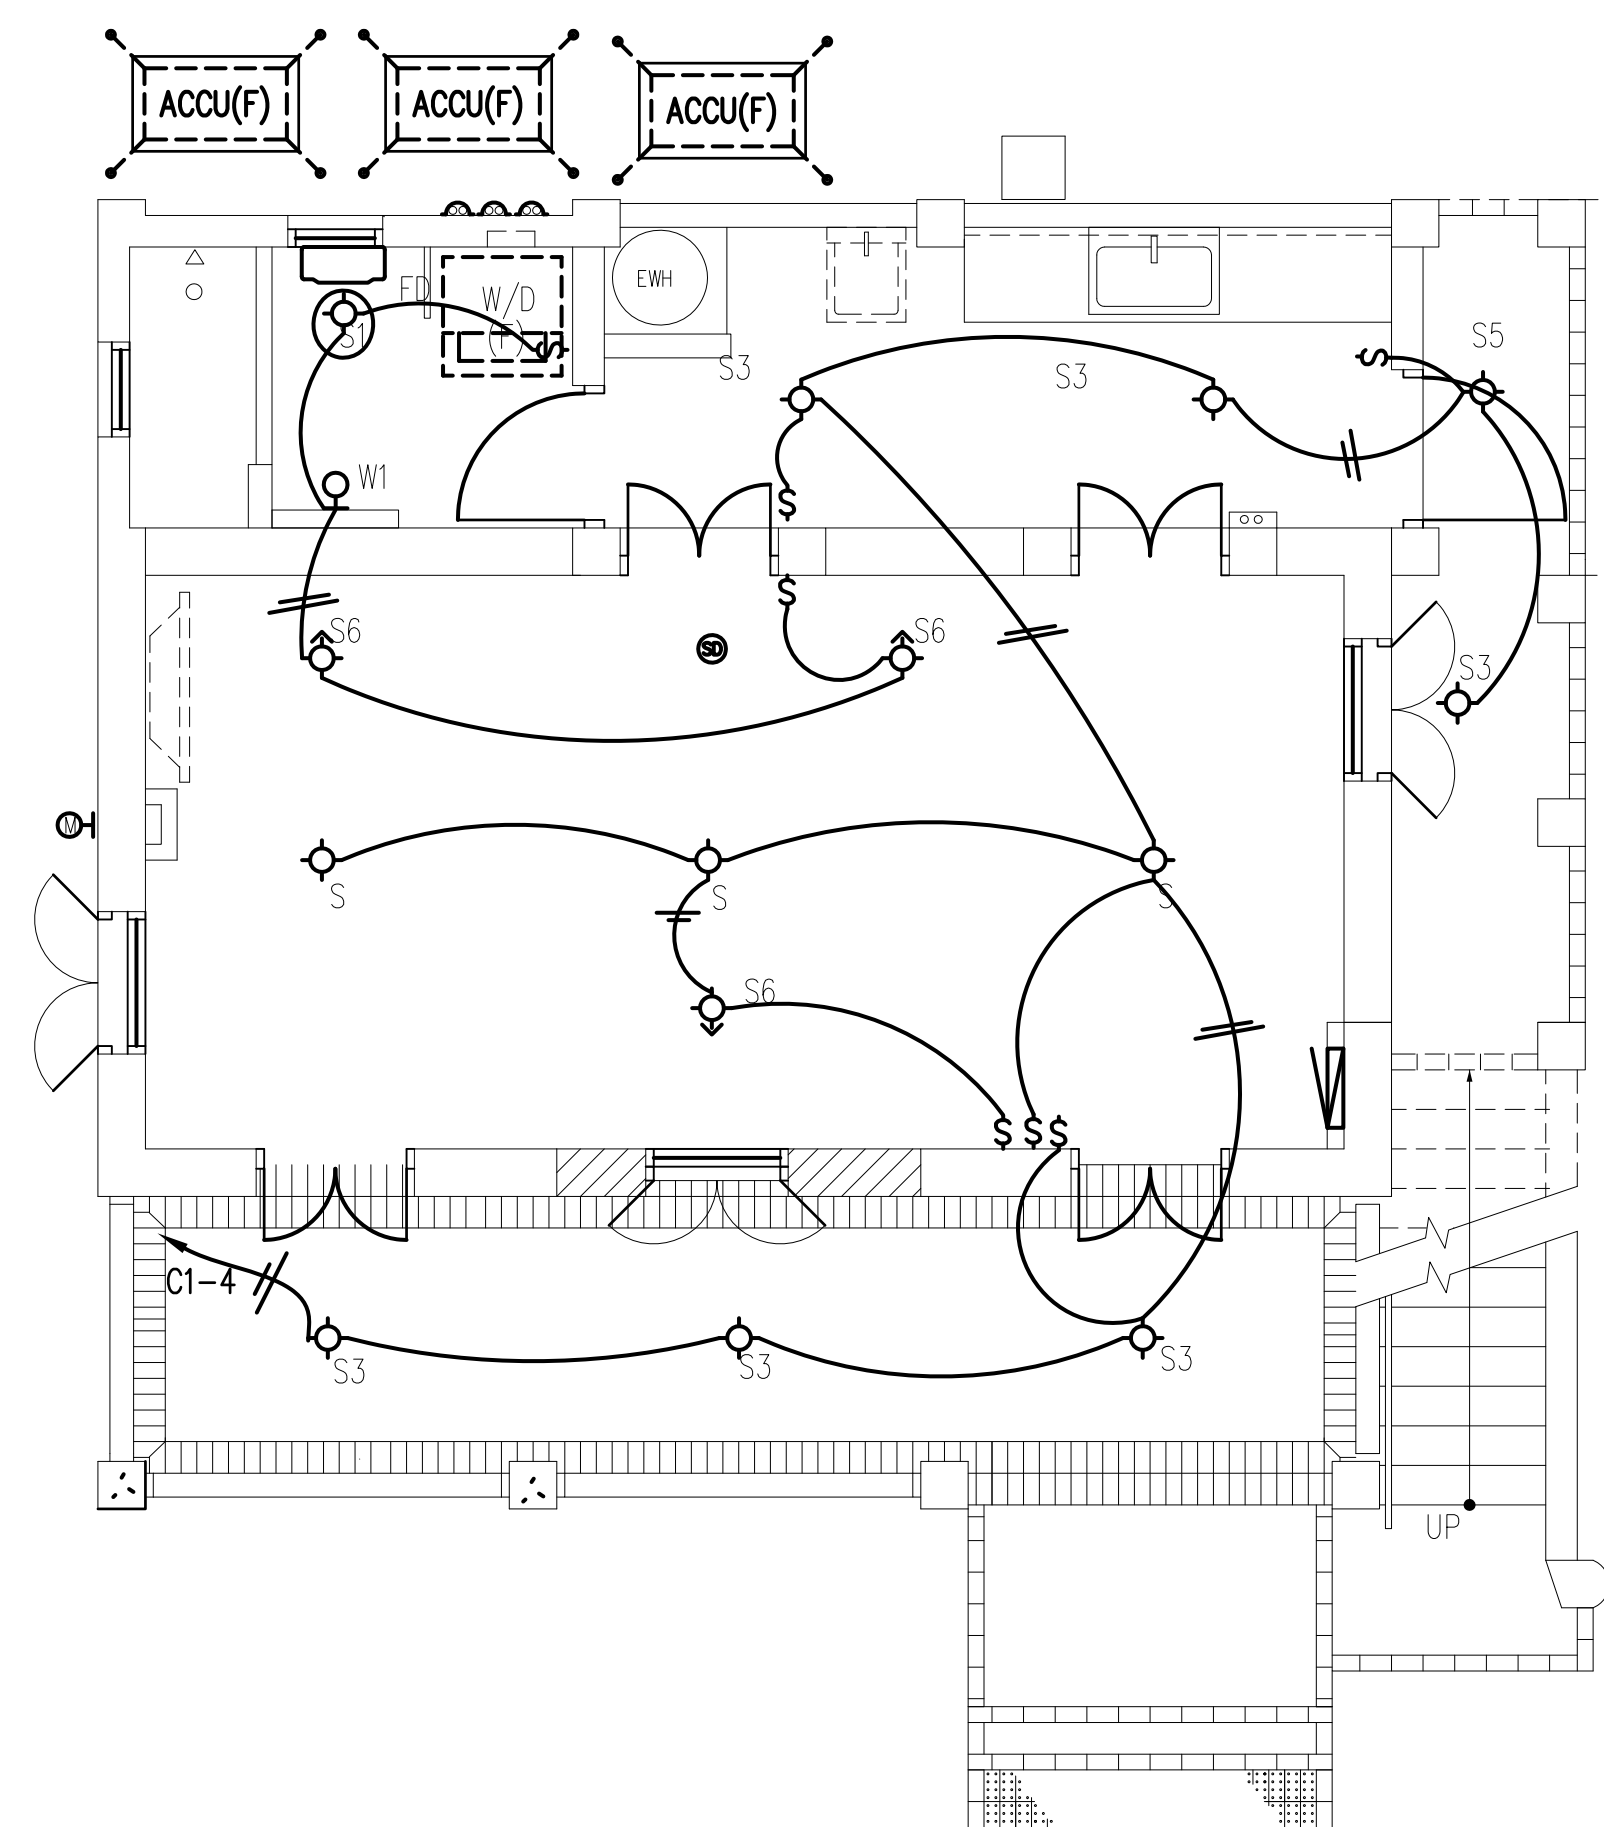 ACCU(F) ACCU(F) ACCU(F)
EWH
FD
W/D
(F)
S1
S
S3
S3
S
S5
W1
S
S
S6
SD
S6
S3
M
S
S
S
S6
S S S
C1-4
S3
S3
S3
UP